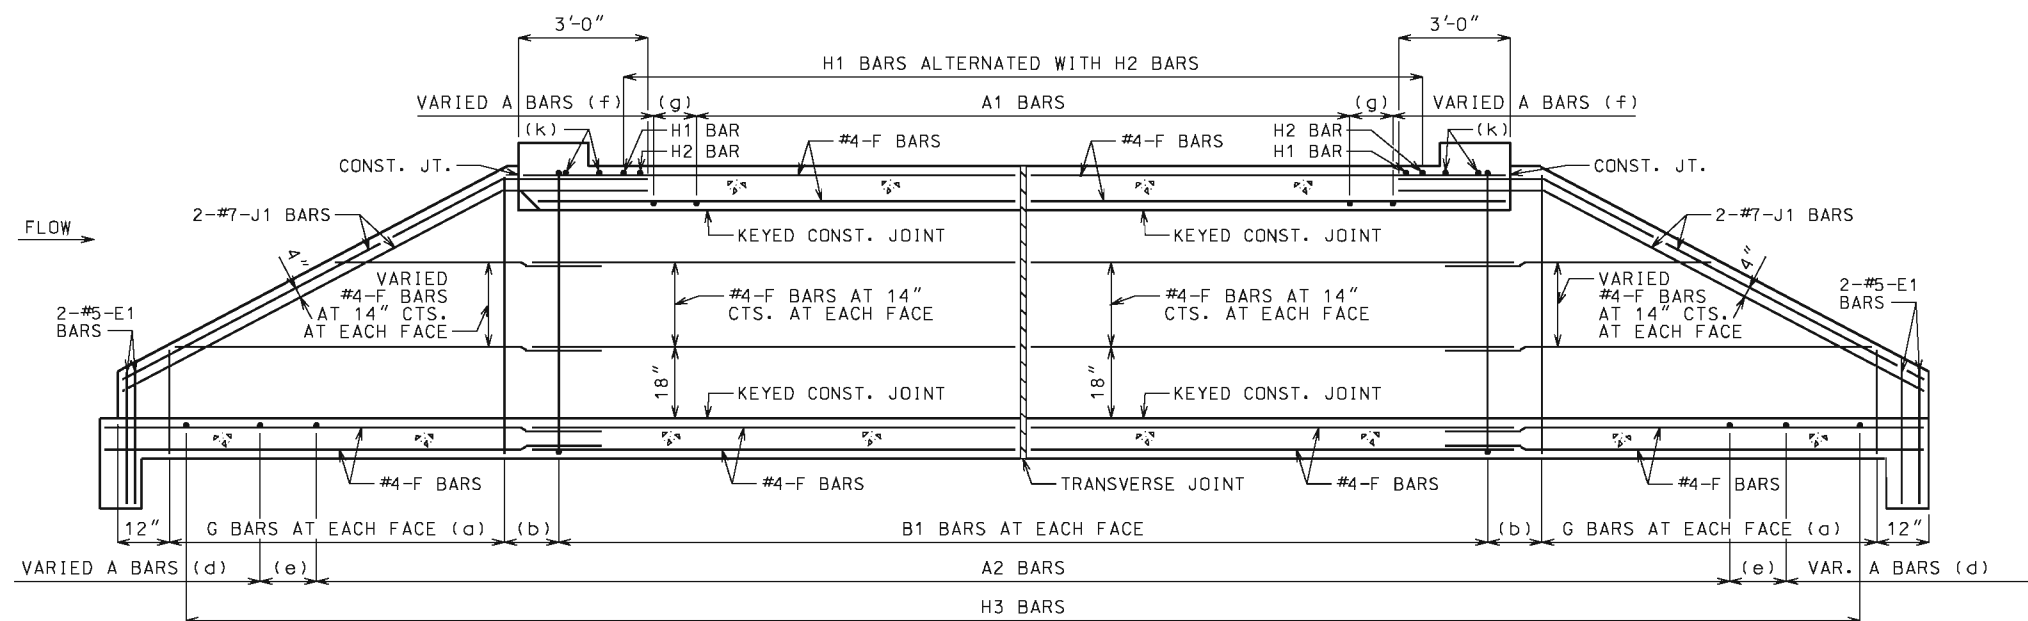 3'-0"
3'-0"
H1 BARS ALTERNATED WITH H2 BARS
VARIED A BARS (f)
(g)
A1 BARS
(g)
VARIED A BARS (f)
(k)
H1 BAR
H2 BAR
#4-F BARS
#4-F BARS
H2 BAR
H1 BAR
(k)
CONST. JT.
CONST. JT.
2-#7-J1 BARS
2-#7-J1 BARS
FLOW
KEYED CONST. JOINT
KEYED CONST. JOINT
4"
4"
VARIED
#4-F BARS
AT 14" CTS.
AT EACH FACE
#4-F BARS AT 14"
CTS. AT EACH FACE
#4-F BARS AT 14"
CTS. AT EACH FACE
VARIED
#4-F BARS
AT 14" CTS.
AT EACH FACE
2-#5-E1
BARS
2-#5-E1
BARS
18"
KEYED CONST. JOINT
18"
KEYED CONST. JOINT
#4-F BARS
#4-F BARS
TRANSVERSE JOINT
#4-F BARS
#4-F BARS
12"
G BARS AT EACH FACE (a)
(b)
B1 BARS AT EACH FACE
(b)
G BARS AT EACH FACE (a)
12"
VARIED A BARS (d)
(e)
A2 BARS
(e)
VAR. A BARS (d)
H3 BARS